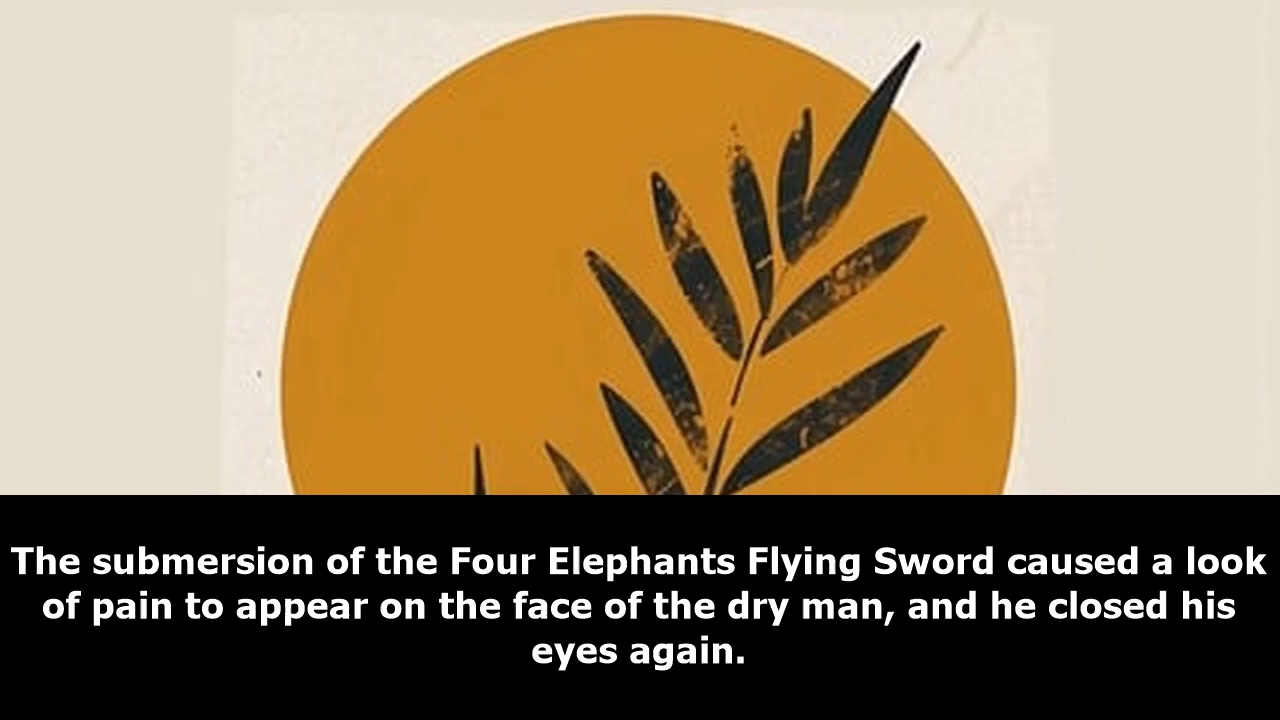 The submersion of the Four Elephants Flying Sword caused a look
of pain to appear on the face of the dry man, and he closed his
eyes again.